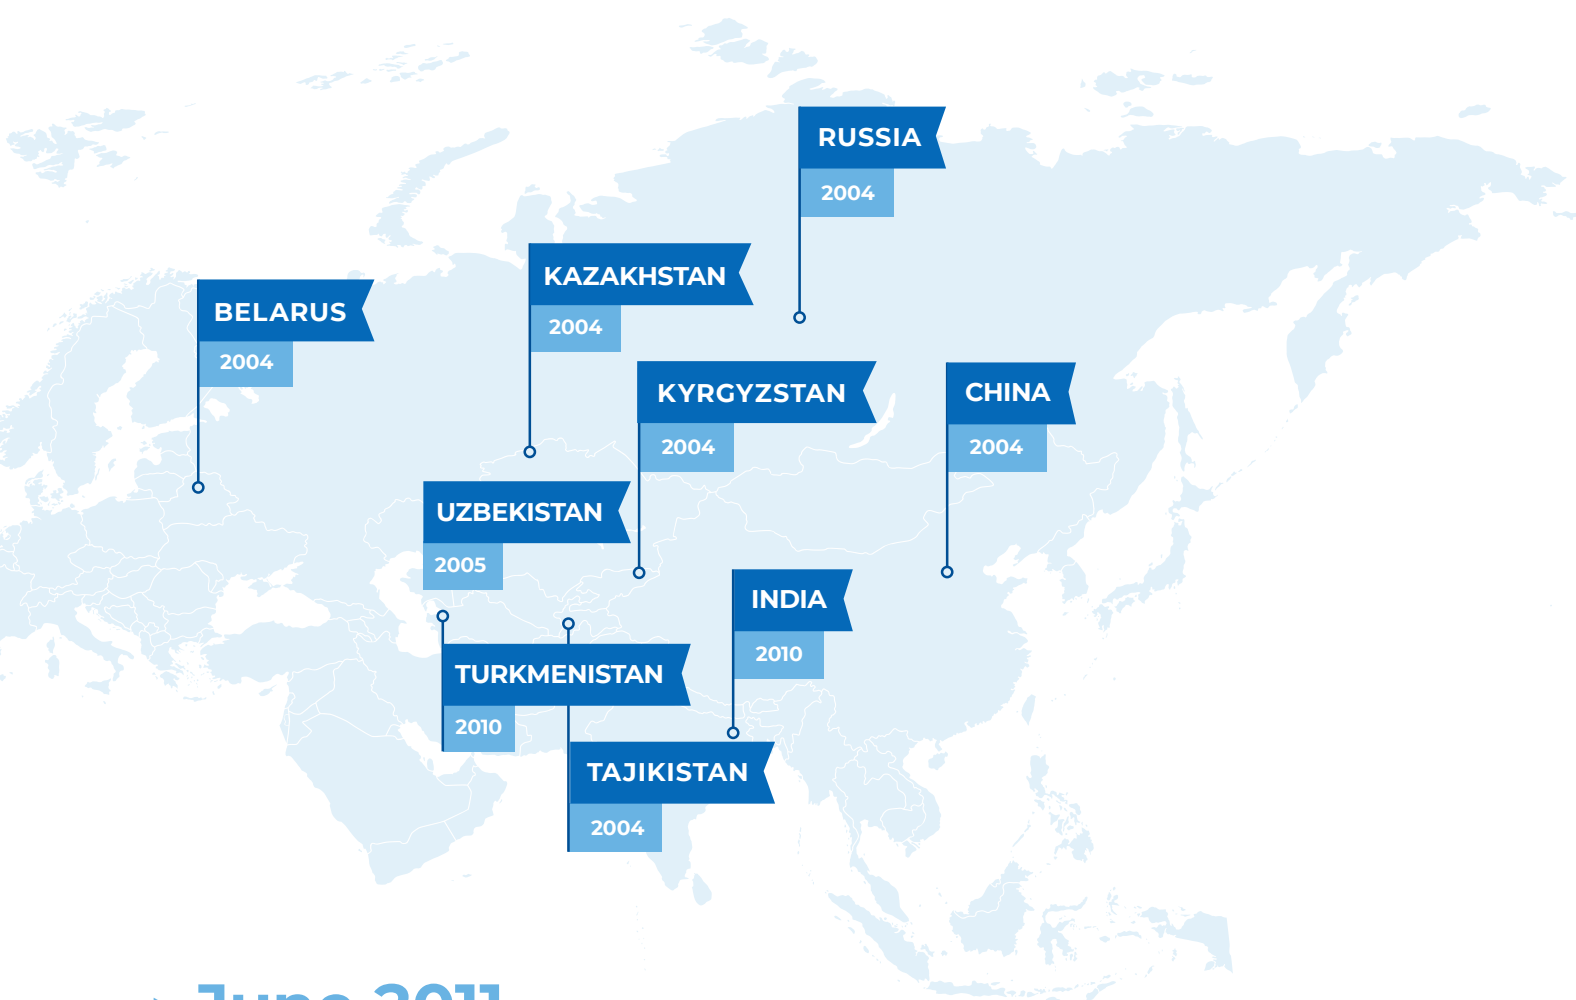 RUSSIA
2004
KAZAKHSTAN
2004
BELARUS
2004
KYRGYZSTAN
2004
CHINA
2004
UZBEKISTAN
2005
INDIA
2010
TURKMENISTAN
2010
TAJIKISTAN
2004
June 2011